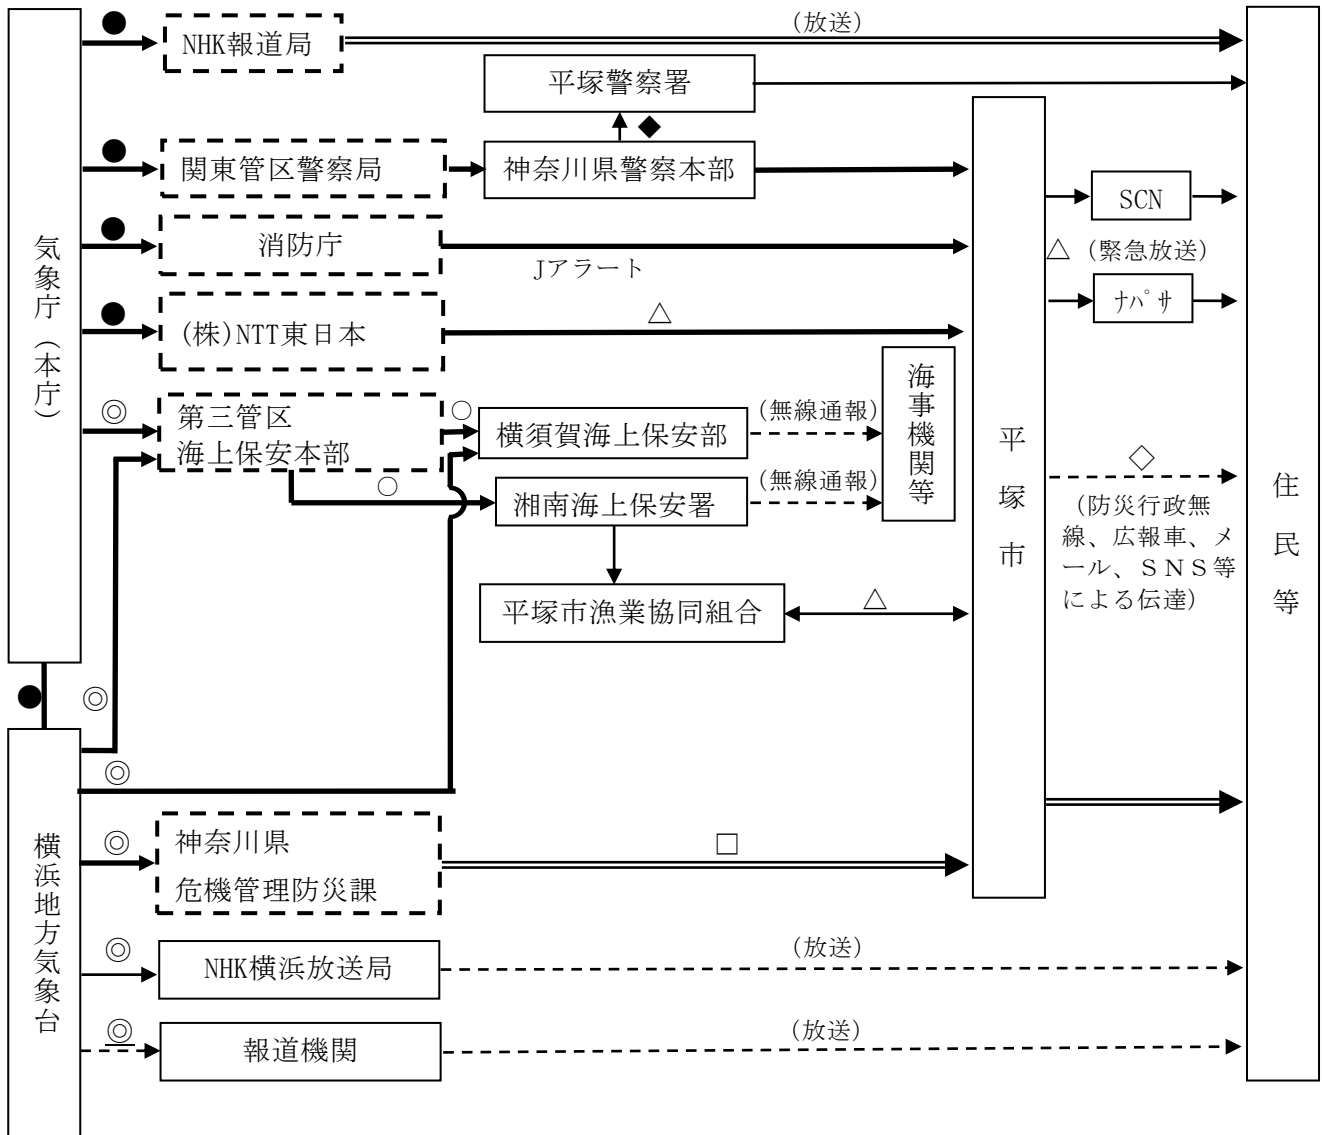 気象庁（本庁）
●
NHK報道局
（放送）
平塚警察署
◆
●
関東管区警察局
神奈川県警察本部
●
消防庁
Jアラート
●
(株)NTT東日本
△
◎
第三管区
海上保安本部
○
横須賀海上保安部
（無線通報）
○
湘南海上保安署
（無線通報）
海事機関等
平塚市漁業協同組合
△
平塚市
SCN
△（緊急放送）
ﾅﾊﾟｻ
◇
（防災行政無
線、広報車、メ
ール、ＳＮＳ等
による伝達）
住民等
●
◎
◎
横浜地方気象台
◎
神奈川県
危機管理防災課
□
◎
NHK横浜放送局
（放送）
◎
報道機関
（放送）